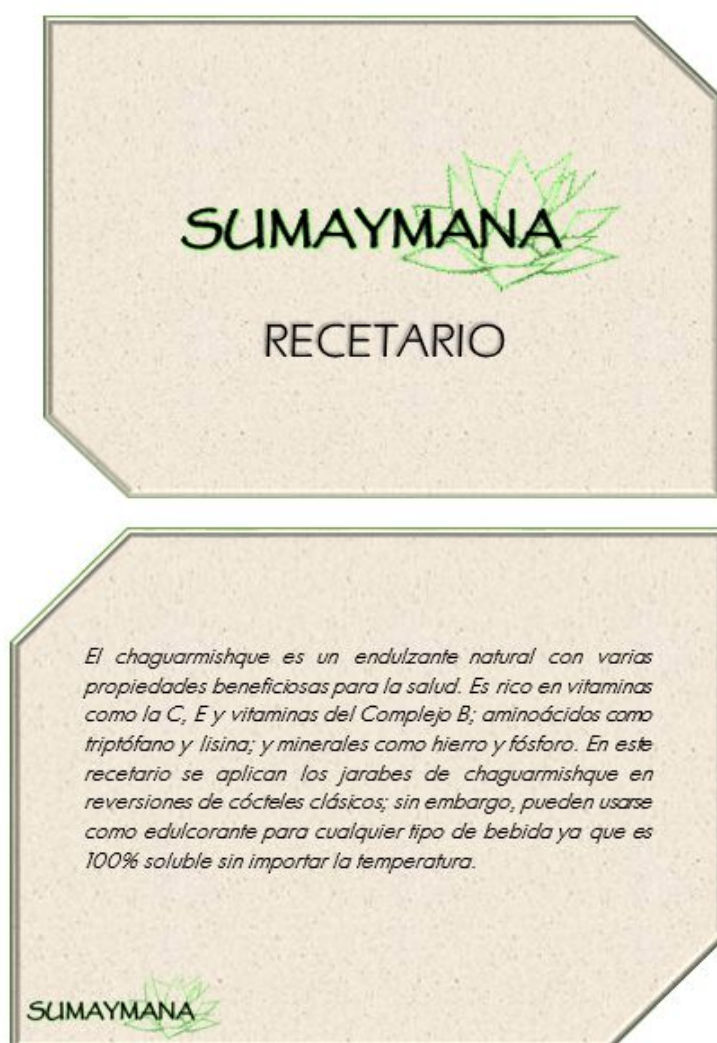 SUMAYMANA
RECETARIO
El chaguarmishque es un endulzante natural con varias
propiedades beneficiosas para la salud. Es rico en vitaminas
como la C, E y vitaminas del Complejo B; aminoácidos como
triptófano y lisina; y minerales como hierro y fósforo. En este
recetario se aplican los jarabes de chaguarmishque en
reversiones de cócteles clásicos; sin embargo, pueden usarse
como edulcorante para cualquier tipo de bebida ya que es
100% soluble sin importar la temperatura.
SUMAYMANA